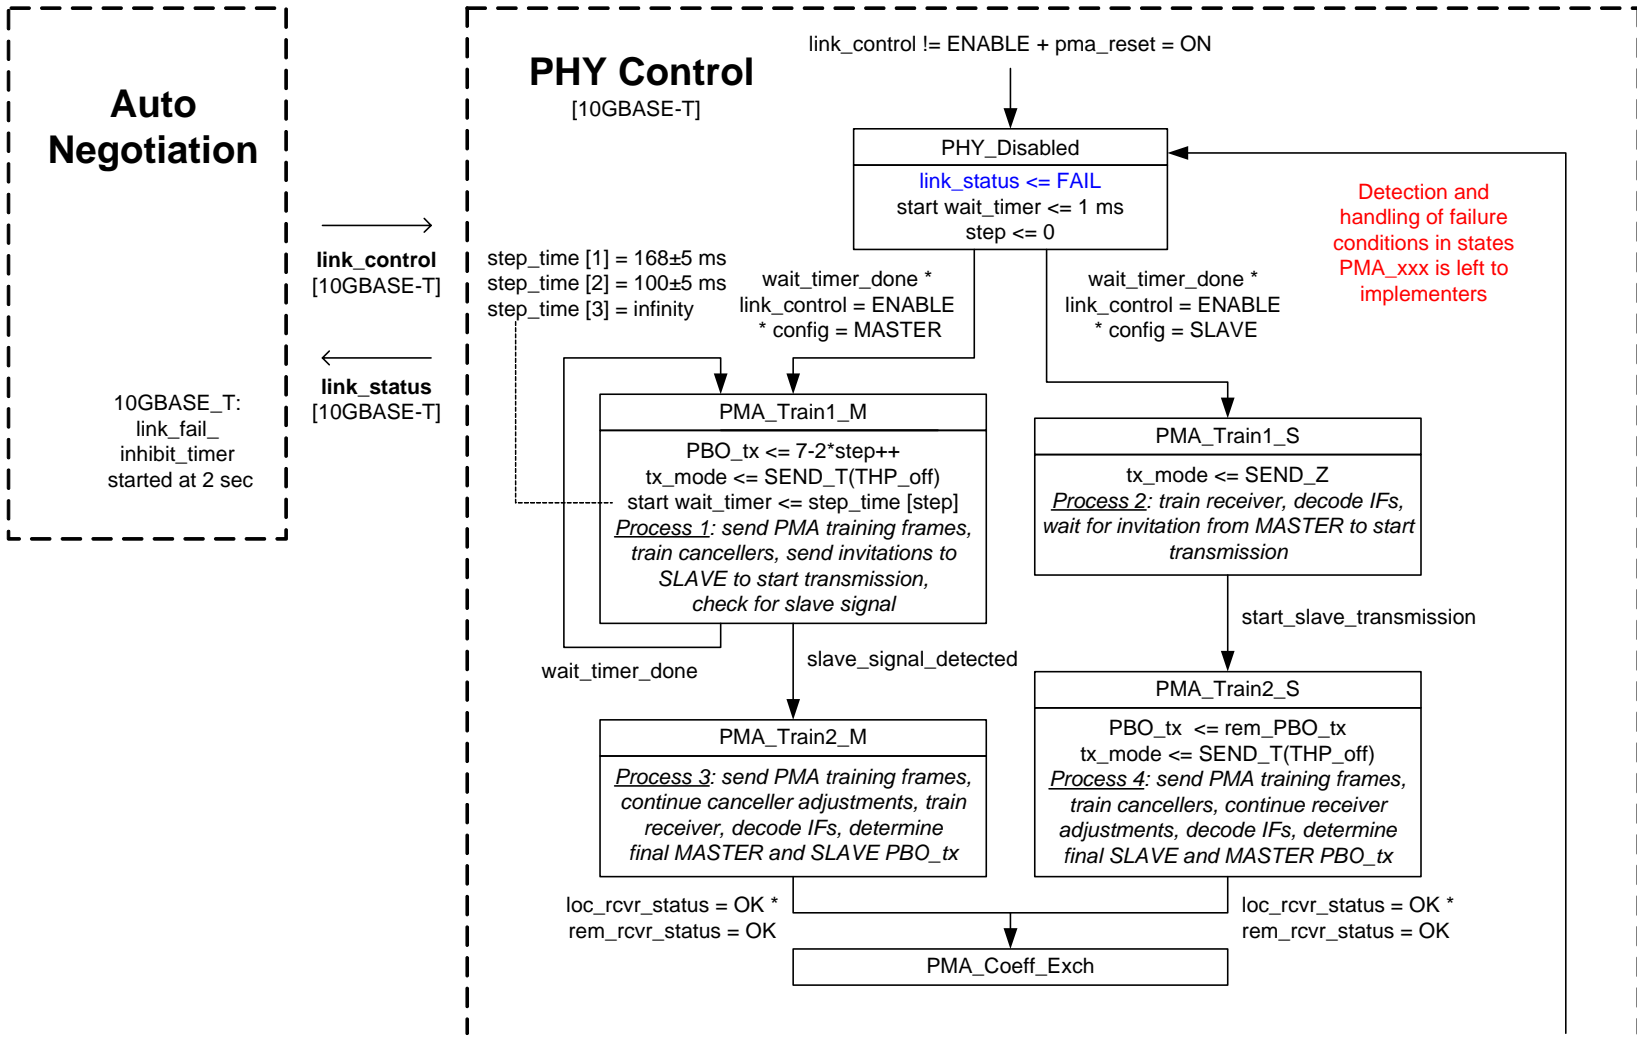 Auto
Negotiation
10GBASE_T:
link_fail_
inhibit_timer
started at 2 sec
link_control
[10GBASE-T]
link_status
[10GBASE-T]
PHY Control
[10GBASE-T]
link_control != ENABLE + pma_reset = ON
PHY_Disabled
link_status <= FAIL
start wait_timer <= 1 ms
step <= 0
Detection and
handling of failure
conditions in states
PMA_xxx is left to
implementers
step_time [1] = 168±5 ms
step_time [2] = 100±5 ms
step_time [3] = infinity
wait_timer_done *
link_control = ENABLE
* config = MASTER
wait_timer_done *
link_control = ENABLE
* config = SLAVE
PMA_Train1_M
PBO_tx <= 7-2*step++
tx_mode <= SEND_T(THP_off)
start wait_timer <= step_time [step]
Process 1: send PMA training frames,
train cancellers, send invitations to
SLAVE to start transmission,
check for slave signal
PMA_Train1_S
tx_mode <= SEND_Z
Process 2: train receiver, decode IFs,
wait for invitation from MASTER to start
transmission
wait_timer_done
slave_signal_detected
start_slave_transmission
PMA_Train2_M
Process 3: send PMA training frames,
continue canceller adjustments, train
receiver, decode IFs, determine
final MASTER and SLAVE PBO_tx
PMA_Train2_S
PBO_tx <= rem_PBO_tx
tx_mode <= SEND_T(THP_off)
Process 4: send PMA training frames,
train cancellers, continue receiver
adjustments, decode IFs, determine
final SLAVE and MASTER PBO_tx
loc_rcvr_status = OK *
rem_rcvr_status = OK
loc_rcvr_status = OK *
rem_rcvr_status = OK
PMA_Coeff_Exch